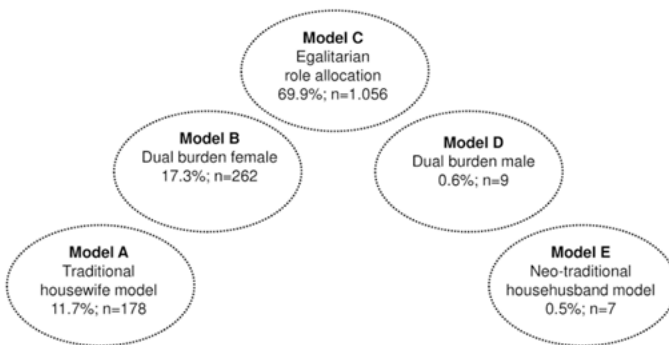 Model C
Egalitarian
role allocation
69.9%; n=1.056
Model B
Dual burden female
17.3%; n=262
Model D
Dual burden male
0.6%; n=9
Model A
Traditional
housewife model
11.7%; n=178
Model E
Neo-traditional
househusband model
0.5%; n=7